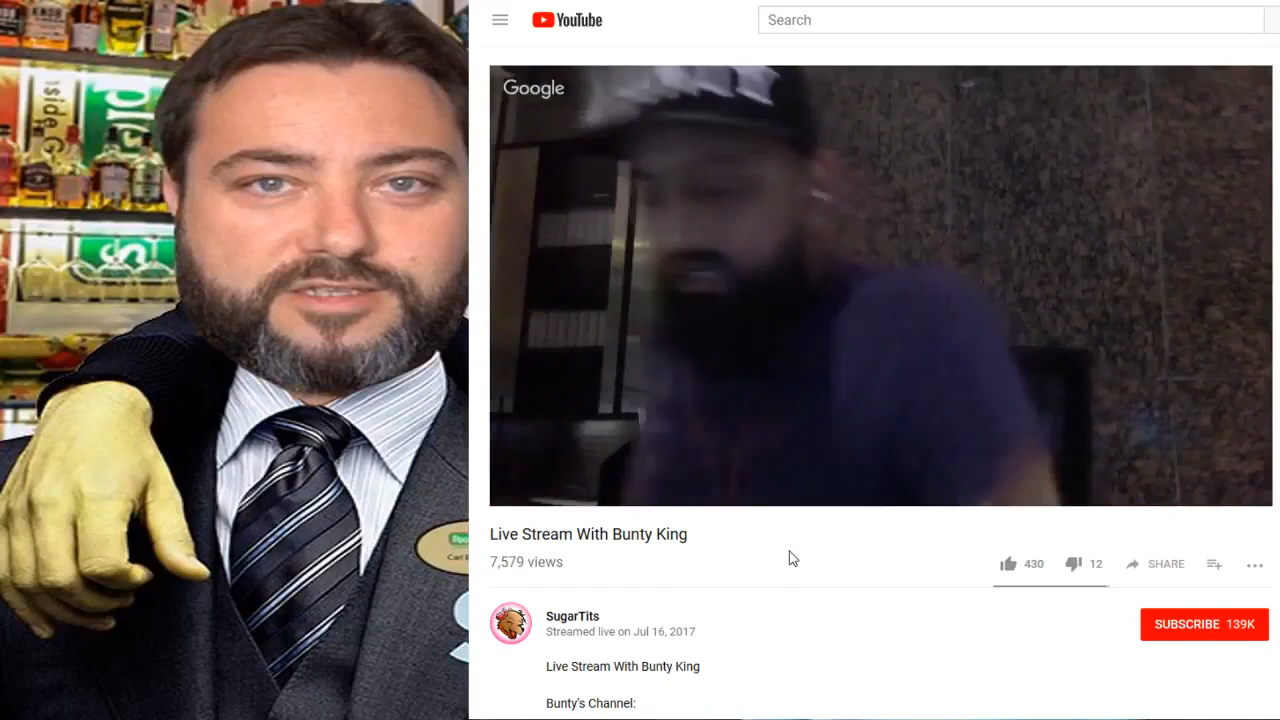 YouTube
Search
Google
Live Stream With Bunty King
7,579 views
430
12
SHARE
SugarTits
Streamed live on Jul 16, 2017
SUBSCRIBE 139K
Live Stream With Bunty King
Bunty's Channel: